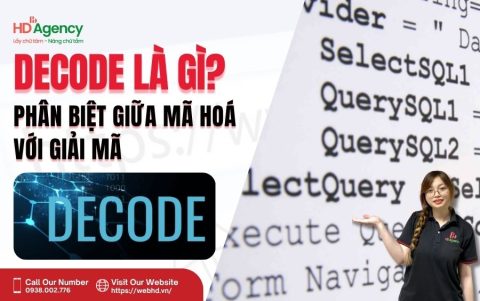 HD Agency
Lấy chữ tâm - Nâng chữ tầm
DECODE LÀ GÌ?
PHÂN BIỆT GIỮA MÃ HOÁ
VỚI GIẢI MÃ
DECODE
Call Our Number
0938.002.776
Visit Our Website
https://webhd.vn/
vider = " Da
SelectSQL1
QuerySQL1 =
QuerySQL2 =
lectQuery
xecute Que
orm Naviga